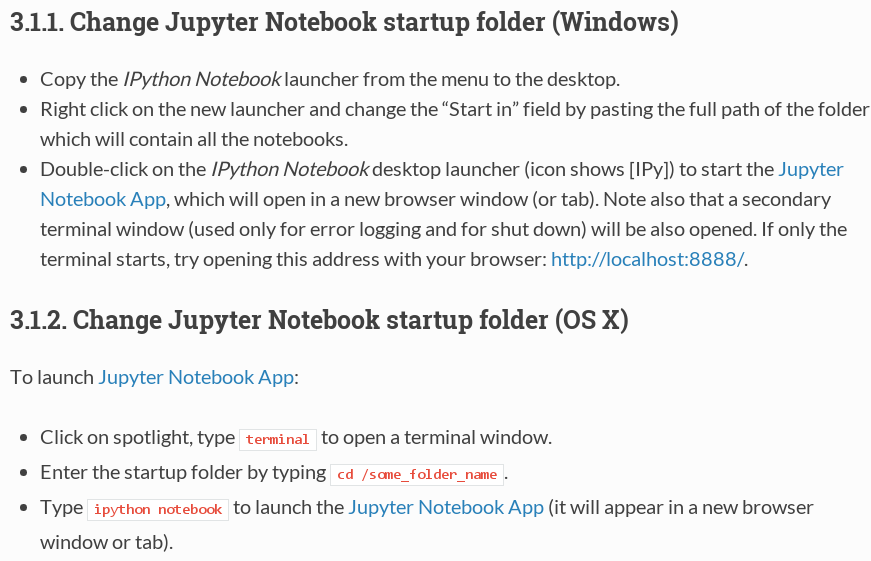 3.1.1. Change Jupyter Notebook startup folder (Windows)
Copy the IPython Notebook launcher from the menu to the desktop.
Right click on the new launcher and change the “Start in” field by pasting the full path of the folder
which will contain all the notebooks.
Double-click on the IPython Notebook desktop launcher (icon shows [IPy]) to start the Jupyter
Notebook App, which will open in a new browser window (or tab). Note also that a secondary
terminal window (used only for error logging and for shut down) will be also opened. If only the
terminal starts, try opening this address with your browser: http://localhost:8888/.
3.1.2. Change Jupyter Notebook startup folder (OS X)
To launch Jupyter Notebook App:
Click on spotlight, type terminal to open a terminal window.
Enter the startup folder by typing cd /some_folder_name.
Type ipython notebook to launch the Jupyter Notebook App (it will appear in a new browser
window or tab).